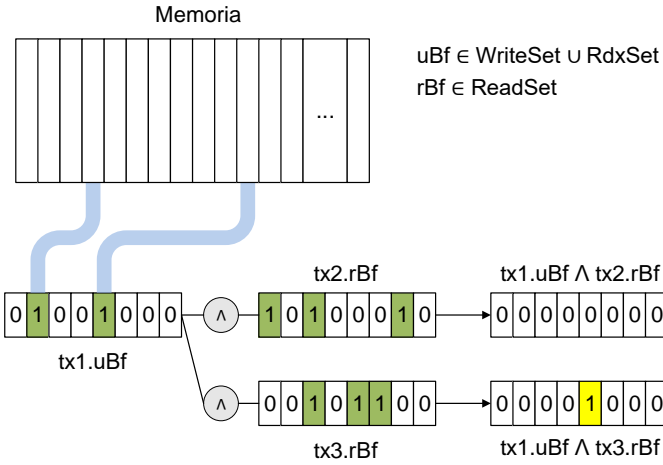 Memoria
uBf ∈ WriteSet ∪ RdxSet
rBf ∈ ReadSet
...
tx2.rBf
tx1.uBf Λ tx2.rBf
0 1 0 0 1 0 0 0
Λ
1 0 1 0 0 0 1 0
0 0 0 0 0 0 0 0
tx1.uBf
Λ
0 0 1 0 1 1 0 0
0 0 0 0 1 0 0 0
tx3.rBf
tx1.uBf Λ tx3.rBf